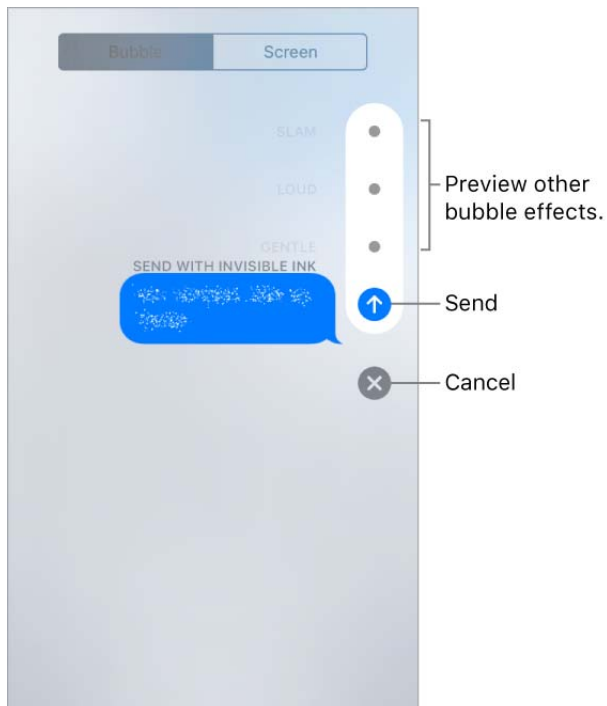 Bubble
Screen
SLAM
LOUD
GENTLE
Preview other
bubble effects.
SEND WITH INVISIBLE INK
Send
Cancel